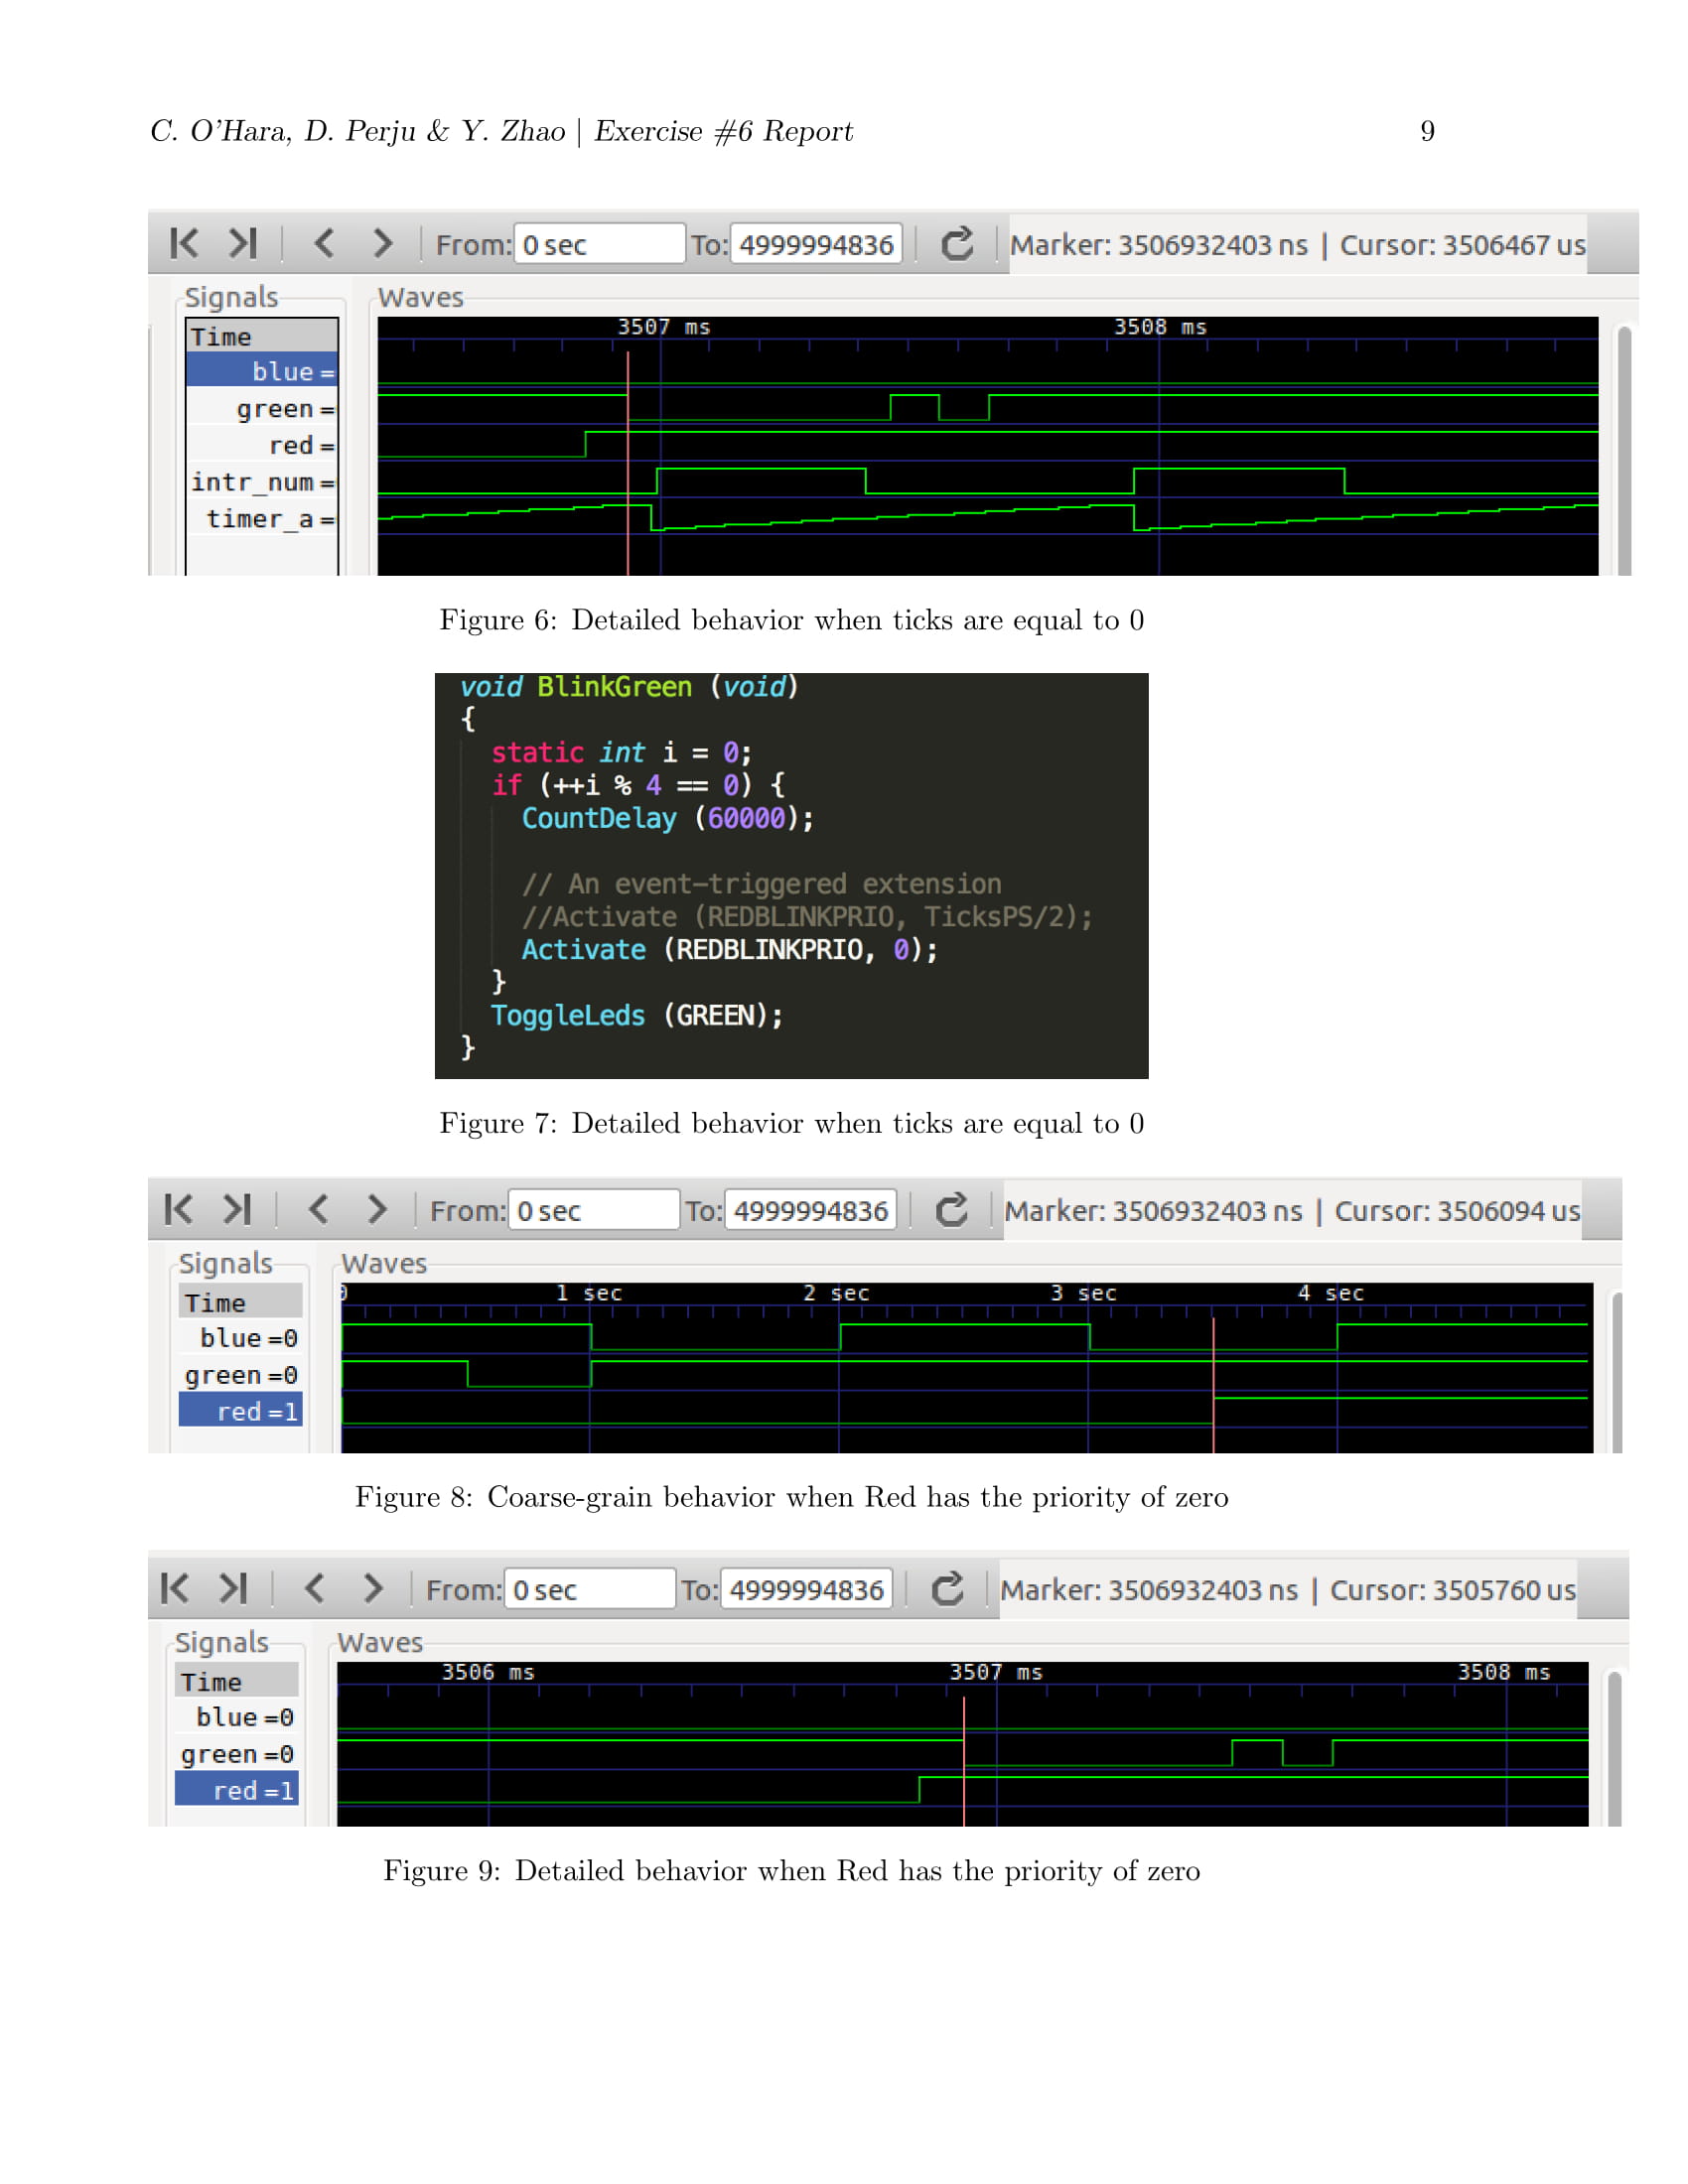 C. O'Hara, D. Perju & Y. Zhao | Exercise #6 Report 9
From: 0 sec To: 4999994836 Marker: 3506932403 ns | Cursor: 3506467 us
Signals Waves
Time 3507 ms 3508 ms
blue =
green =
red =
intr_num =
timer_a =
Figure 6: Detailed behavior when ticks are equal to 0
void BlinkGreen (void)
{
static int i = 0;
if (++i % 4 == 0) {
CountDelay (60000);
// An event-triggered extension
//Activate (REDBLINKPRIO, TicksPS/2);
Activate (REDBLINKPRIO, 0);
}
ToggleLeds (GREEN);
}
Figure 7: Detailed behavior when ticks are equal to 0
From: 0 sec To: 4999994836 Marker: 3506932403 ns | Cursor: 3506094 us
Signals Waves
Time 0 1 sec 2 sec 3 sec 4 sec
blue =0
green =0
red =1
Figure 8: Coarse-grain behavior when Red has the priority of zero
From: 0 sec To: 4999994836 Marker: 3506932403 ns | Cursor: 3505760 us
Signals Waves
Time 3506 ms 3507 ms 3508 ms
blue =0
green =0
red =1
Figure 9: Detailed behavior when Red has the priority of zero